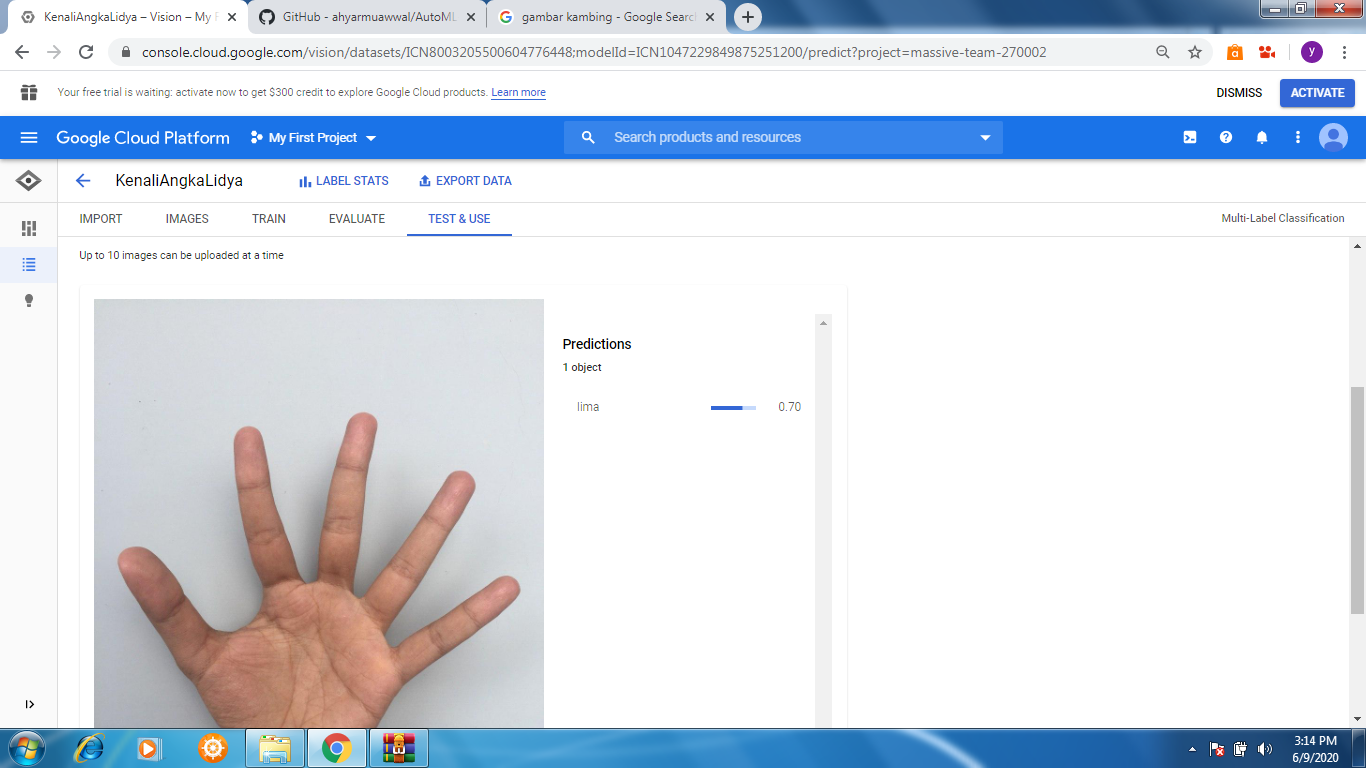 KenaliAngkaLidya – Vision – My F
GitHub - ahyarmuawwal/AutoML
gambar kambing - Google Search
console.cloud.google.com/vision/datasets/ICN8003205500604776448;modelId=ICN1047229849875251200/predict?project=massive-team-270002
y
Your free trial is waiting: activate now to get $300 credit to explore Google Cloud products. Learn more
DISMISS
ACTIVATE
Google Cloud Platform
My First Project
Search products and resources
KenaliAngkaLidya
LABEL STATS
EXPORT DATA
IMPORT
IMAGES
TRAIN
EVALUATE
TEST & USE
Multi-Label Classification
Up to 10 images can be uploaded at a time
Predictions
1 object
lima 0.70
3:14 PM
6/9/2020